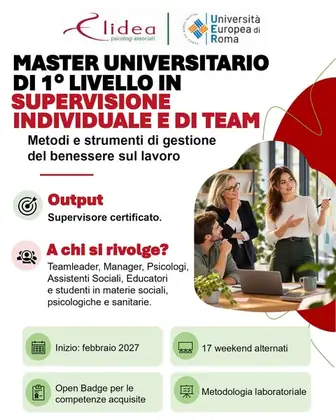 Elidea
psicologi associati
Università
Europea di
Roma
MASTER UNIVERSITARIO
DI 1° LIVELLO IN
SUPERVISIONE
INDIVIDUALE E DI TEAM
Metodi e strumenti di gestione
del benessere sul lavoro
Output
Supervisore certificato.
A chi si rivolge?
Teamleader, Manager, Psicologi,
Assistenti Sociali, Educatori
e studenti in materie sociali,
psicologiche e sanitarie.
Inizio: febbraio 2027
17 weekend alternati
Open Badge per le
competenze acquisite
Metodologia laboratoriale